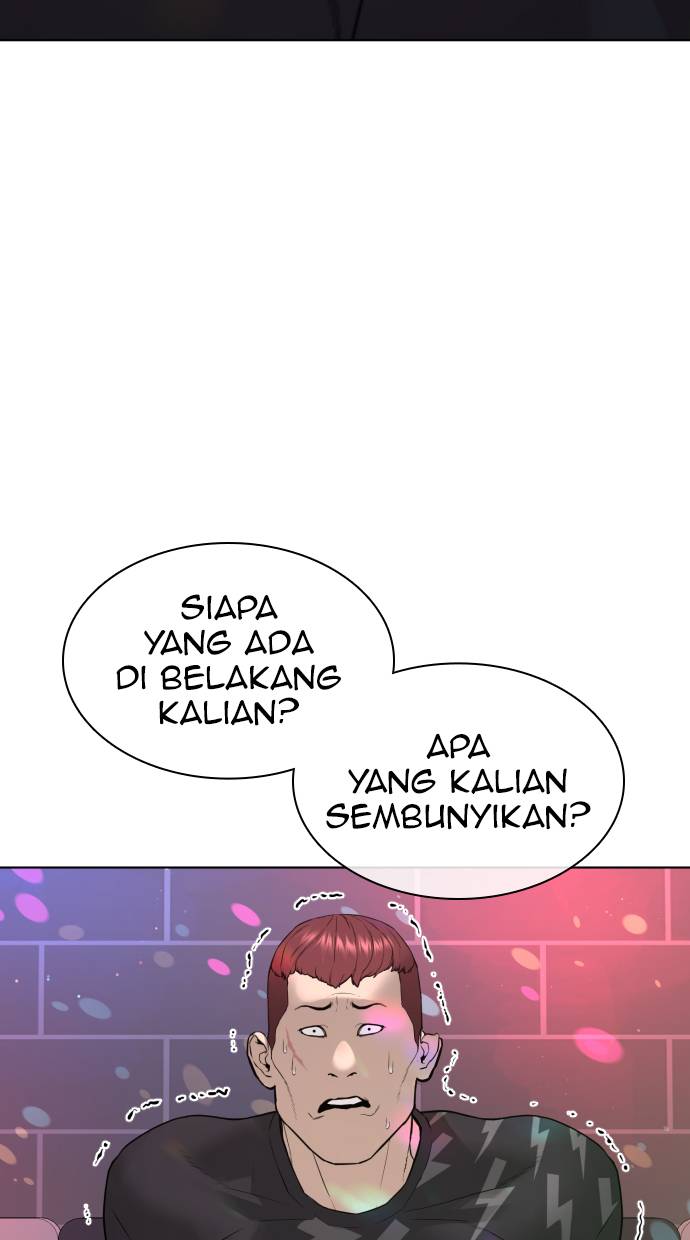 SIAPA
YANG ADA
DI BELAKANG
KALIAN?
APA
YANG KALIAN
SEMBUNYIKAN?